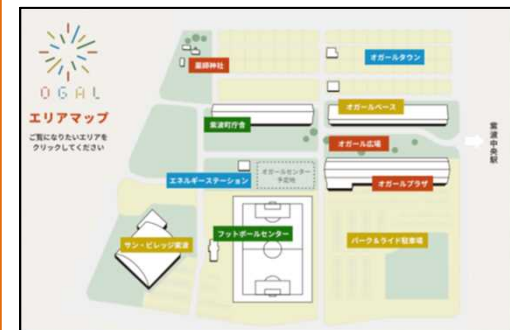 OGAL
エリアマップ
ご覧になりたいエリアを
クリックしてください
薬師神社
オガールタウン
オガールベース
紫波町庁舎
オガール広場
紫波中央駅
エネルギーステーション
オガールセンター
予定地
オガールプラザ
サン・ビレッジ紫波
フットボールセンター
パーク&ライド駐車場